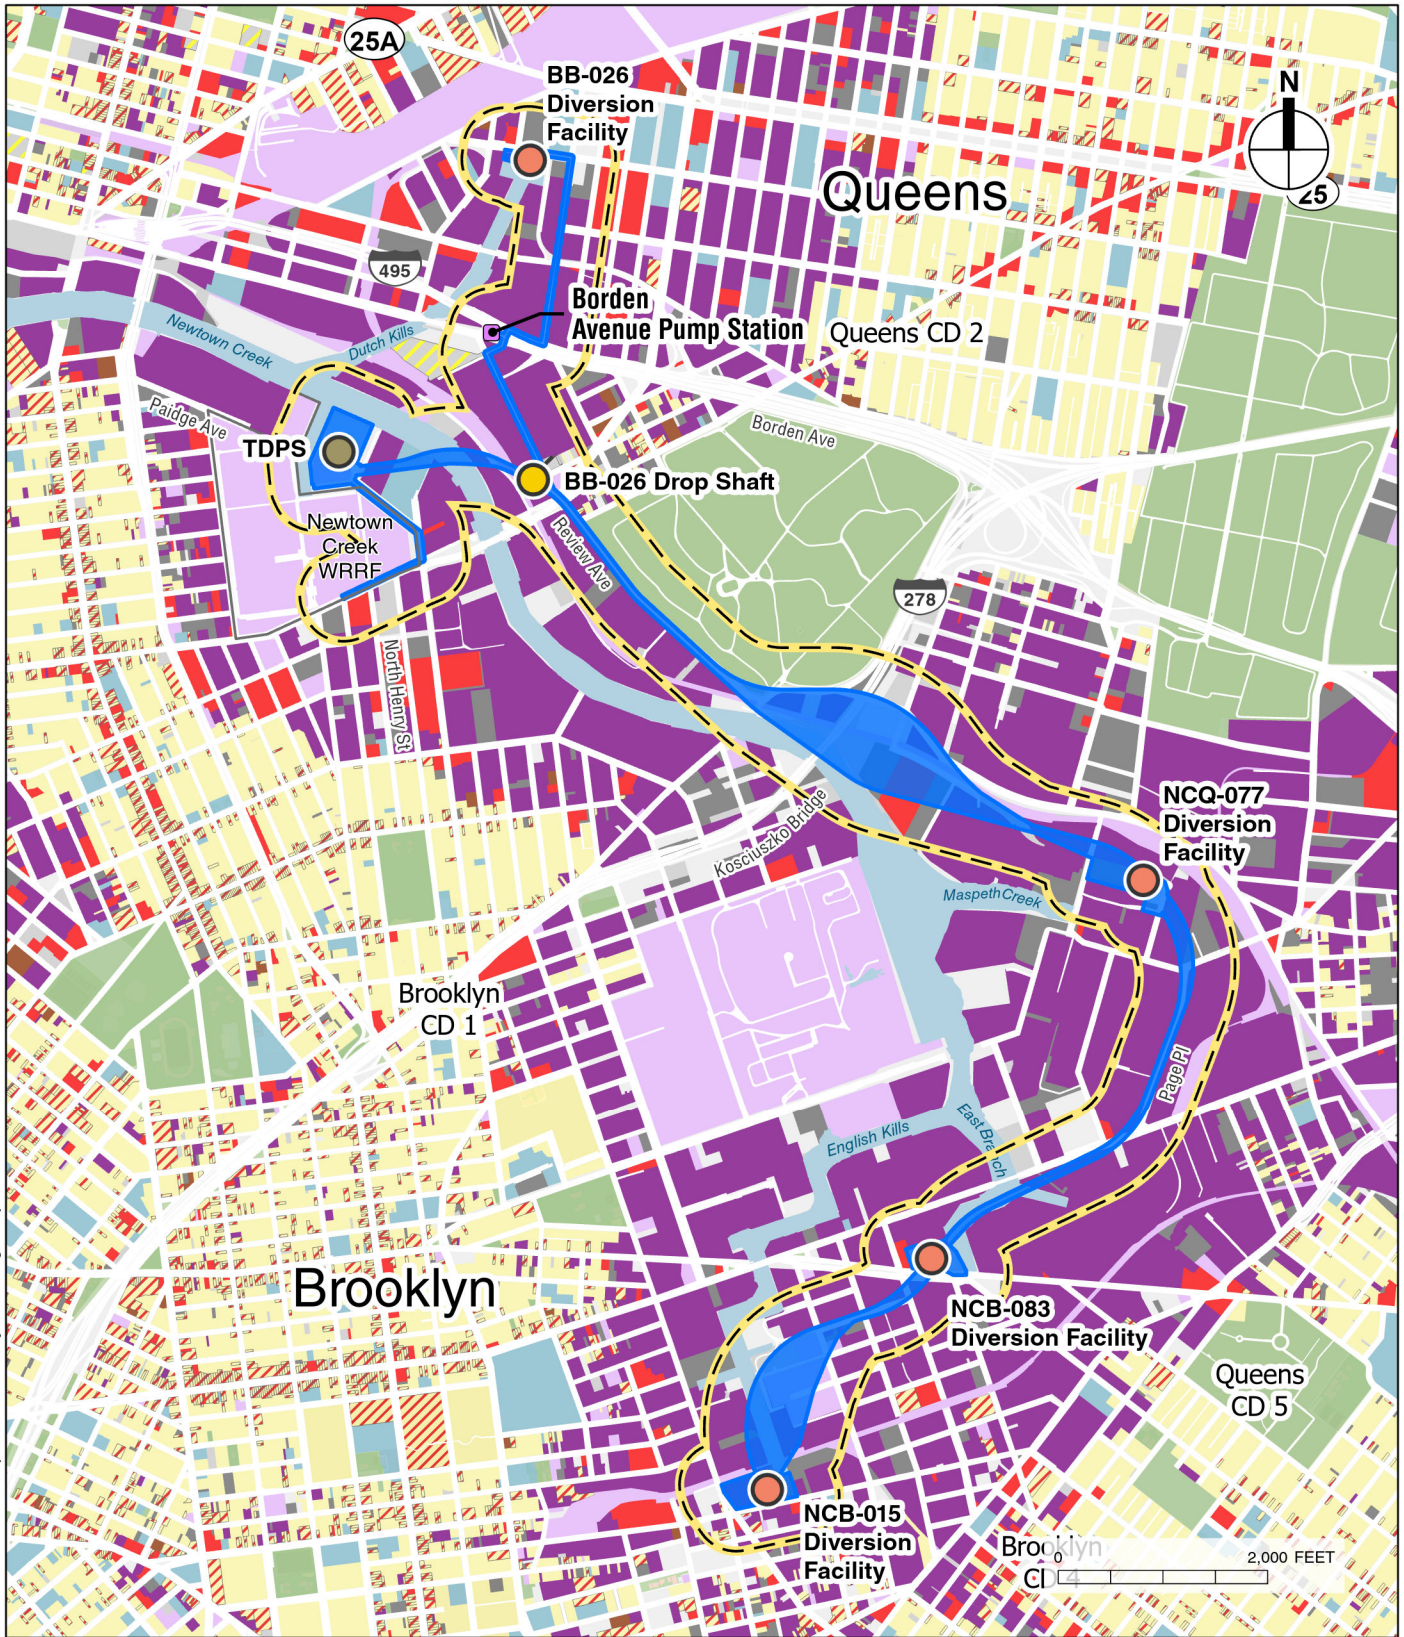 25A
BB-026
Diversion
Facility
N
Queens
25
495
Borden
Avenue Pump Station
Newtown Creek
Dutch Kills
Queens CD 2
Paidge Ave
Borden Ave
TDPS
BB-026 Drop Shaft
Newtown
Creek
WRRF
Review Ave
278
North Henry St
NCQ-077
Diversion
Facility
Kosciuszko Bridge
Maspeth Creek
Brooklyn
CD 1
Page Pl
East Branch
English Kills
Brooklyn
NCB-083
Diversion Facility
Queens
CD 5
NCB-015
Diversion
Facility
Brooklyn
CD 4
0
2,000 FEET